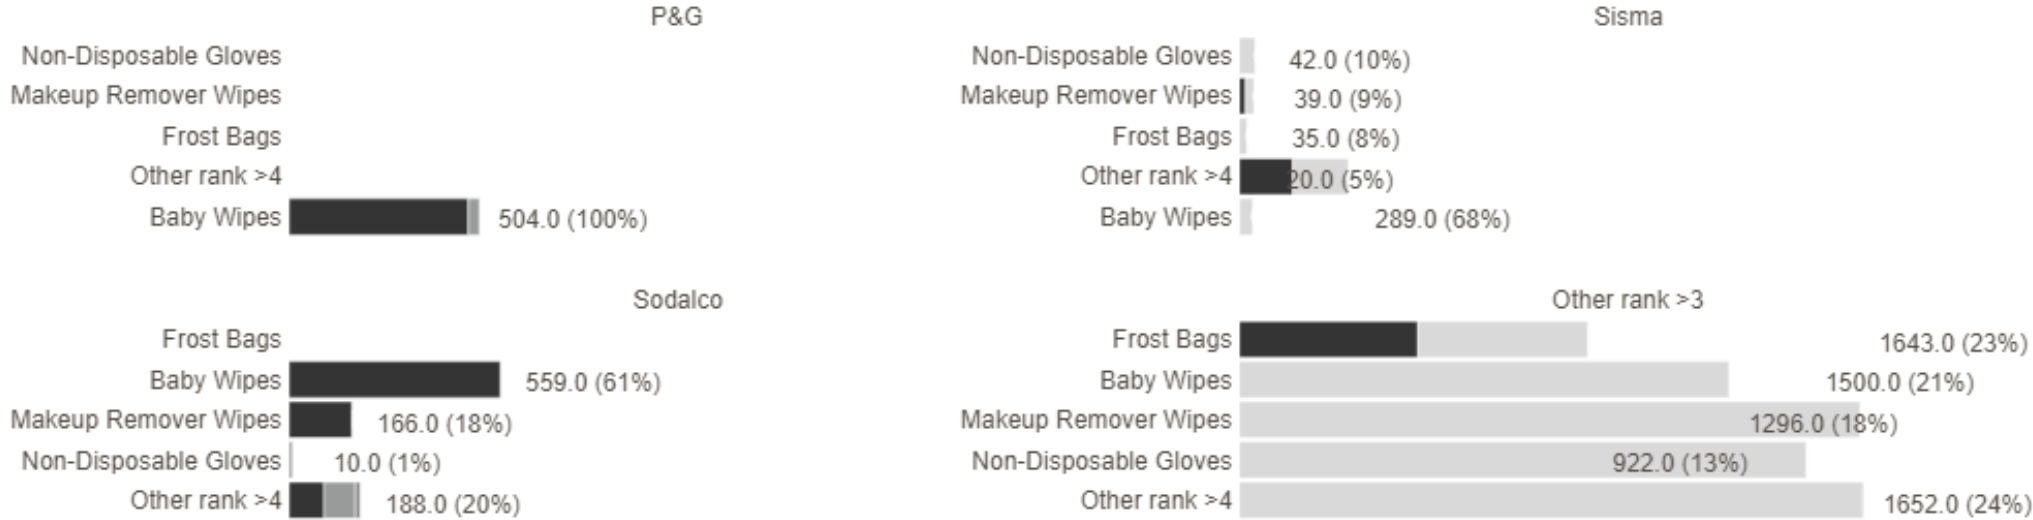 P&G
Non-Disposable Gloves
Makeup Remover Wipes
Frost Bags
Other rank >4
Baby Wipes 504.0 (100%)
Sisma
Non-Disposable Gloves 42.0 (10%)
Makeup Remover Wipes 39.0 (9%)
Frost Bags 35.0 (8%)
Other rank >4 20.0 (5%)
Baby Wipes 289.0 (68%)
Sodalco
Frost Bags
Baby Wipes 559.0 (61%)
Makeup Remover Wipes 166.0 (18%)
Non-Disposable Gloves 10.0 (1%)
Other rank >4 188.0 (20%)
Other rank >3
Frost Bags 1643.0 (23%)
Baby Wipes 1500.0 (21%)
Makeup Remover Wipes 1296.0 (18%)
Non-Disposable Gloves 922.0 (13%)
Other rank >4 1652.0 (24%)